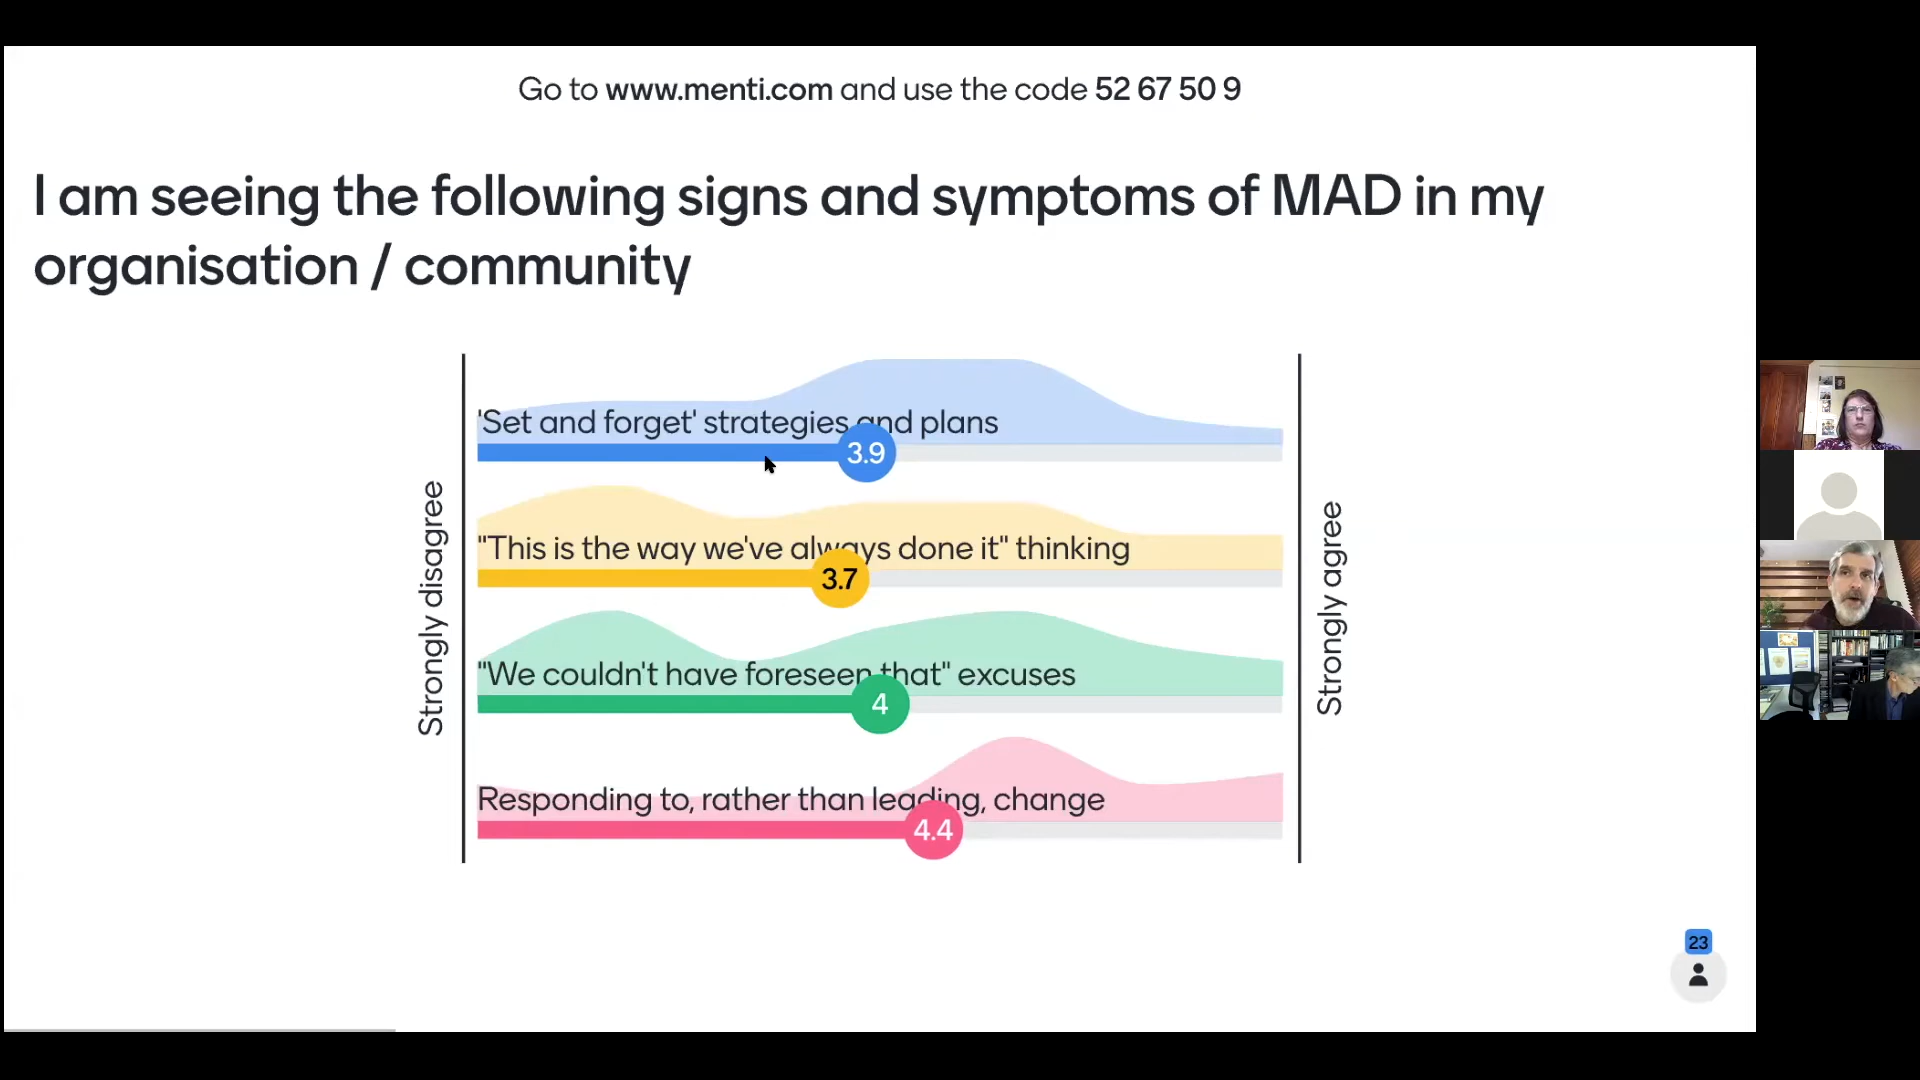 Go to www.menti.com and use the code 52 67 50 9
I am seeing the following signs and symptoms of MAD in my
organisation / community
Strongly disagree
'Set and forget' strategies and plans
3.9
"This is the way we've always done it" thinking
3.7
"We couldn't have foreseen that" excuses
4
Responding to, rather than leading, change
4.4
Strongly agree
23